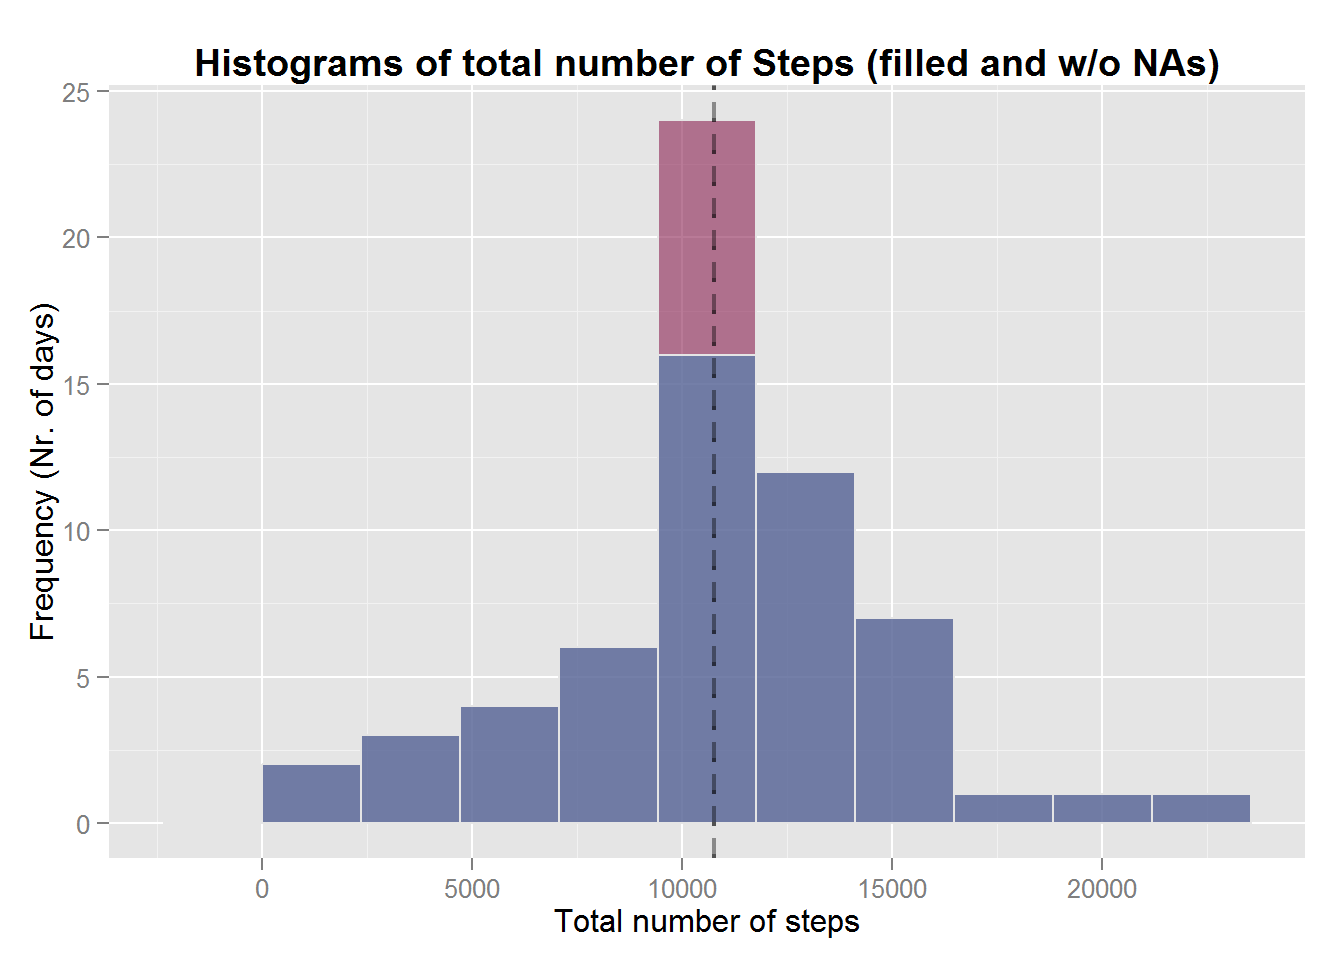 Histograms of total number of Steps (filled and w/o NAs)
Frequency (Nr. of days)
25
20
15
10
5
0
0 5000 10000 15000 20000
Total number of steps